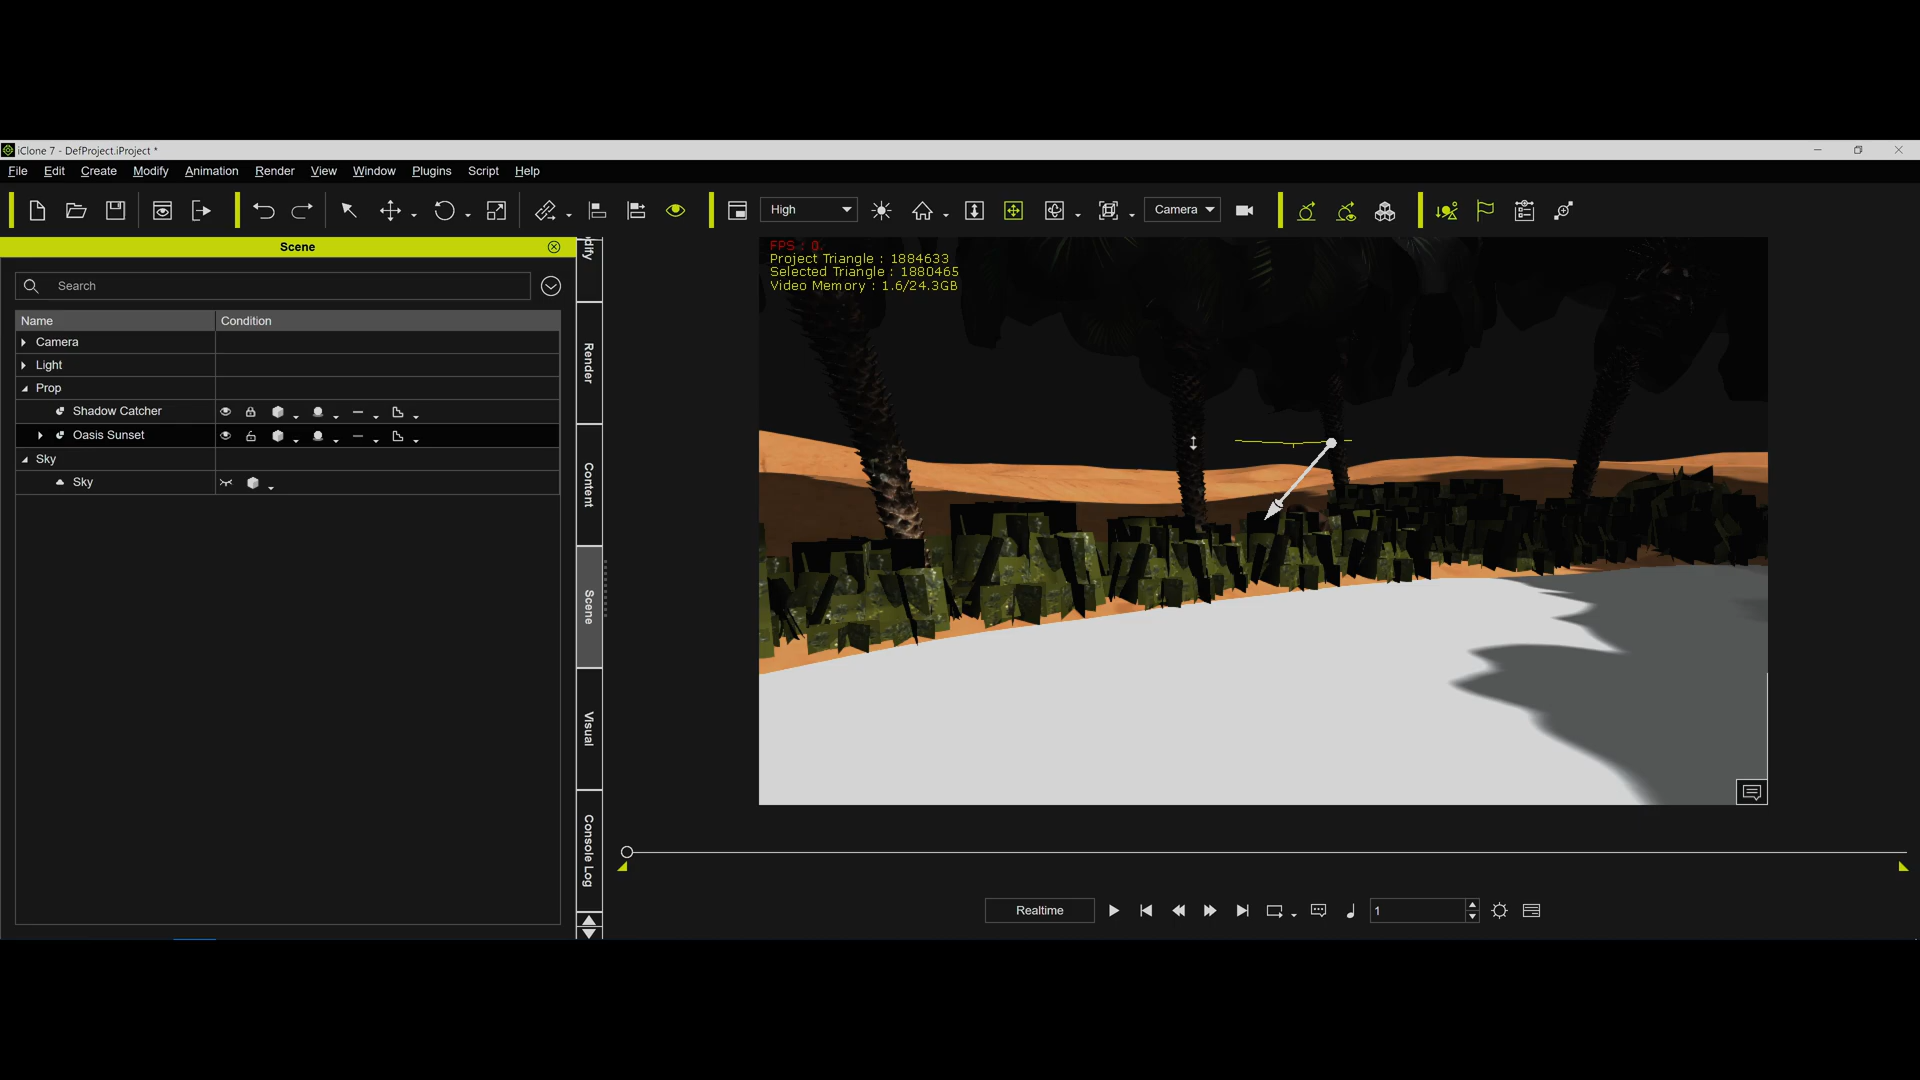 iClone 7 - DefProject.iProject *
File Edit Create Modify Animation Render View Window Plugins Script Help
High
Camera
Scene
Search
Name Condition
Camera
Light
Prop
Shadow Catcher
Oasis Sunset
Sky
Sky
dify
Render
Content
Scene
Visual
Console Log
FPS : 0.
Project Triangle : 1884633
Selected Triangle : 1880465
Video Memory : 1.6/24.3GB
Realtime
1